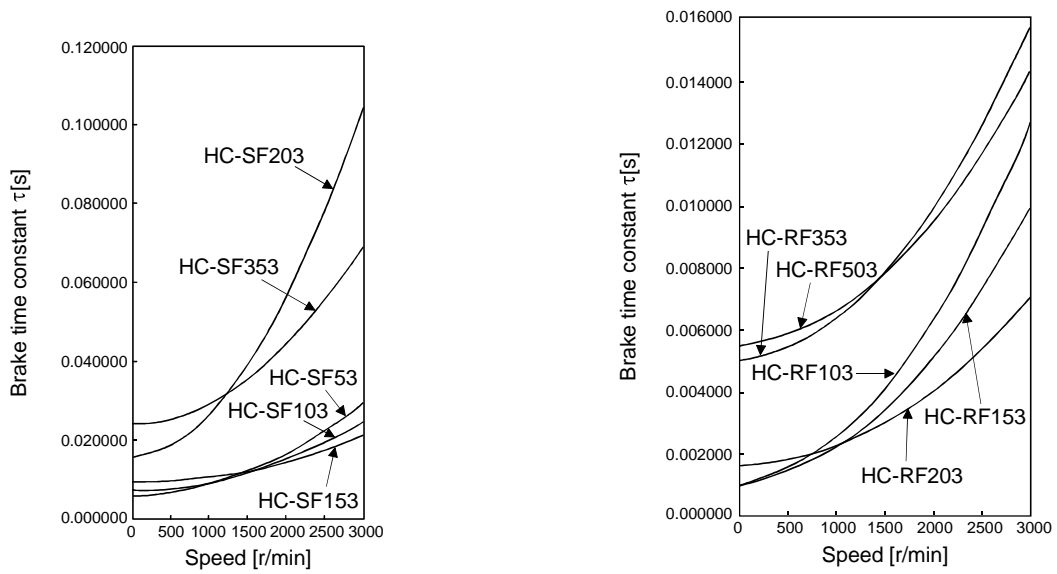 0.120000
0.100000
0.080000
0.060000
0.040000
0.020000
0.000000
Brake time constant τ[s]
HC-SF203
HC-SF353
HC-SF53
HC-SF103
HC-SF153
0 500 1000 1500 2000 2500 3000
Speed [r/min]
0.016000
0.014000
0.012000
0.010000
0.008000
0.006000
0.004000
0.002000
0.000000
Brake time constant τ[s]
HC-RF353
HC-RF503
HC-RF103
HC-RF153
HC-RF203
0 500 1000 1500 2000 2500 3000
Speed [r/min]